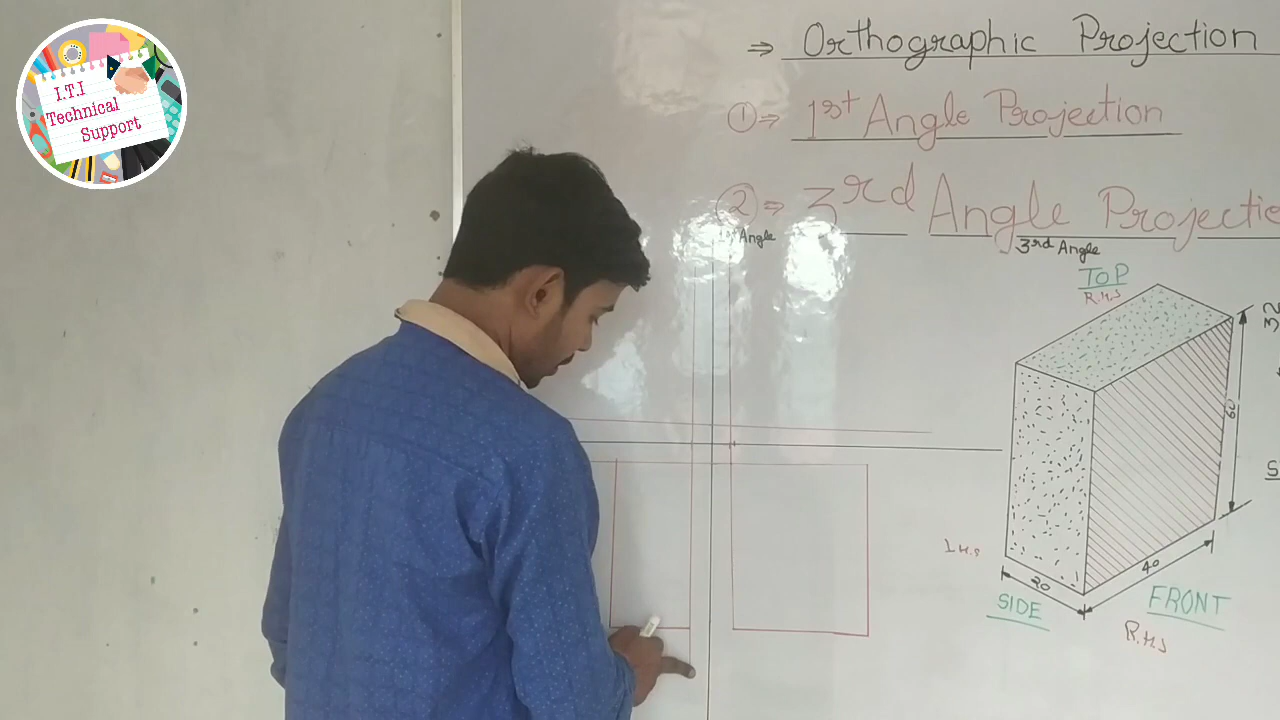 I.T.I
Technical
Support
⇒ Orthographic Projection
① ⇒ 1st Angle Projection
② ⇒ 3rd Angle Projectio
Angle
3rd Angle
TOP
R.H.S
32
60
S
L H.S
20
40
SIDE
FRONT
R.H.S